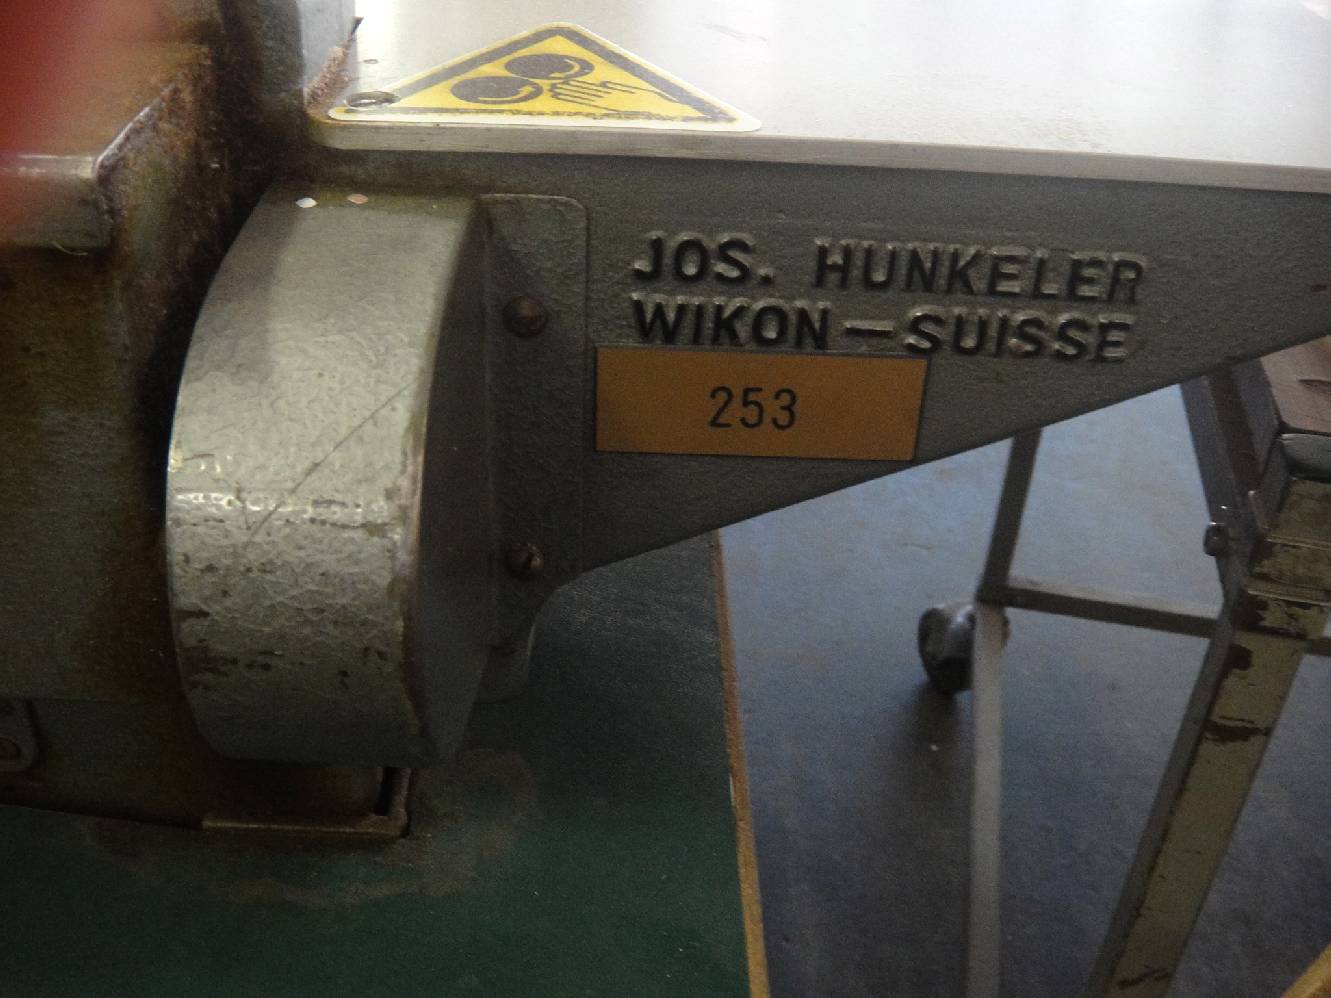 JOS. HUNKELER
WIKON — SUISSE
253